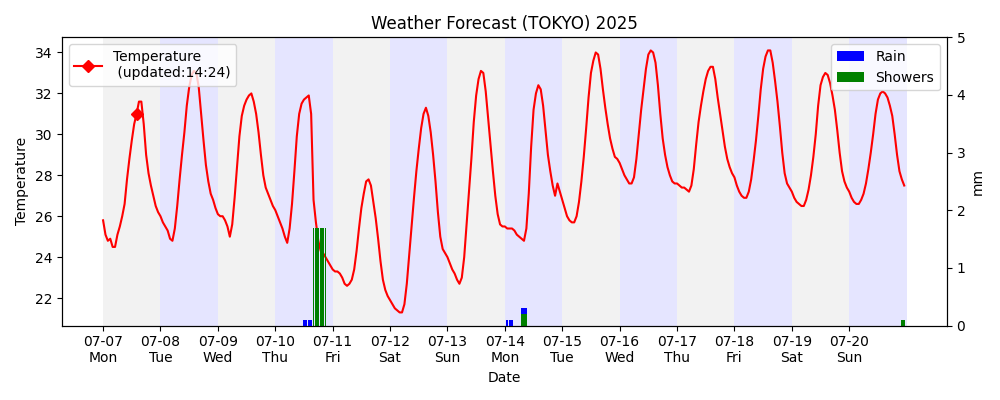 Weather Forecast (TOKYO) 2025
Temperature
(updated:14:24)
Rain
Showers
Temperature
34
32
30
28
26
24
22
5
4
3
2
1
0
mm
07-07 07-08 07-09 07-10 07-11 07-12 07-13 07-14 07-15 07-16 07-17 07-18 07-19 07-20
Mon Tue Wed Thu Fri Sat Sun Mon Tue Wed Thu Fri Sat Sun
Date